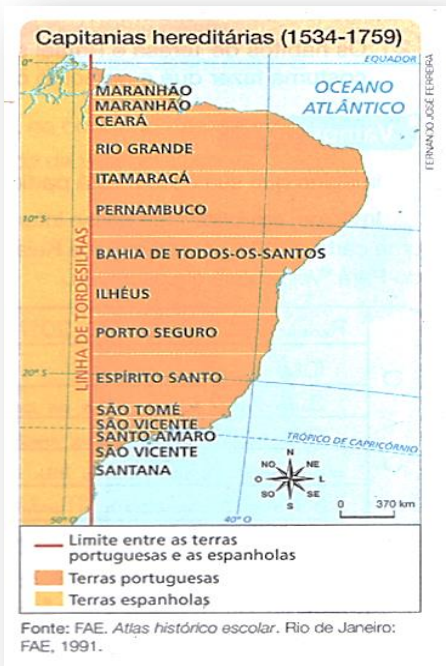 Capitanias hereditárias (1534-1759)
0°
EQUADOR
OCEANO
ATLÂNTICO
FERNANDO JOSÉ FERREIRA
MARANHÃO
MARANHÃO
CEARÁ
RIO GRANDE
ITAMARACÁ
PERNAMBUCO
10° S
BAHIA DE TODOS-OS-SANTOS
LINHA DE TORDESILHAS
ILHÉUS
PORTO SEGURO
20° S
ESPÍRITO SANTO
SÃO TOMÉ
SÃO VICENTE
SANTO AMARO
TRÓPICO DE CAPRICÓRNIO
SÃO VICENTE
SANTANA
N
NO
NE
O
L
SO
SE
S
0
370 km
50° O
40° O
Limite entre as terras
portuguesas e as espanholas
Terras portuguesas
Terras espanholas
Fonte: FAE. Atlas histórico escolar. Rio de Janeiro:
FAE, 1991.